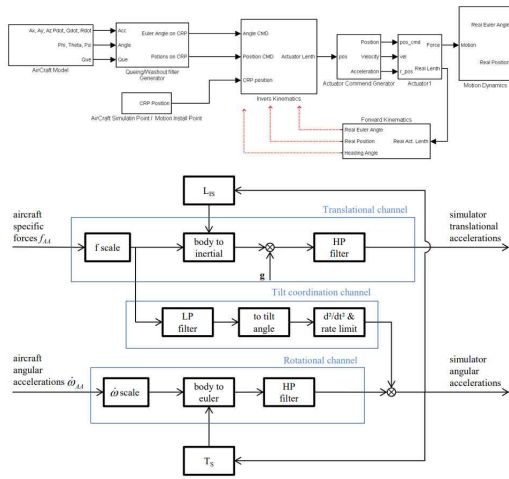 Av, Ay, Az Pdot, Qdot, Rdot
Phi, Theta, Psi
Que
AirCraft Model
Acc
Angle
Que
Euler Angle on CRP
Pstions on CRP
Queing/Washout filter
Generator
CRP Position
AirCraft Simulatin Point / Motion Install Point
Angle CMD
Position CMD
CRP position
Actuator Lenth
Invers Kinematics
pos
Position
Velocity
Acceleration
Actuator Commend Gnerator
pos_cmd
vel
r_pos
Force
Real Lenth
Actuator1
Motion
Real Euler Angle
Real Position
Motion Dynamics
Forward Kinematics
Real Euler Angle
Real Position
Heading Angle
Real Act. Lenth
L_IS
Translational channel
aircraft
specific
forces f_AA
f scale
body to
inertial
g
HP
filter
simulator
translational
accelerations
Tilt coordination channel
LP
filter
to tilt
angle
d²/dt² &
rate limit
Rotational channel
aircraft
angular
accelerations ω̇_AA
ω̇ scale
body to
euler
HP
filter
simulator
angular
accelerations
T_S